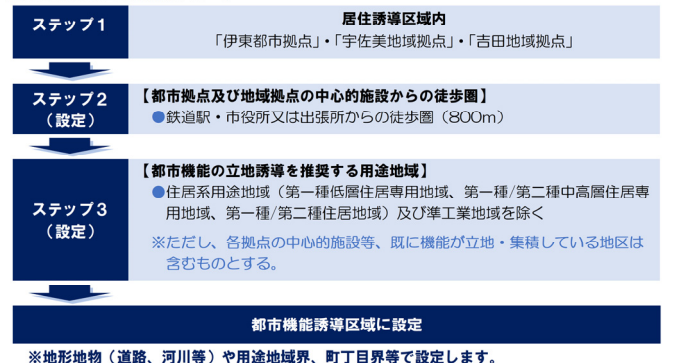 ステップ1
居住誘導区域内
「伊東都市拠点」・「宇佐美地域拠点」・「吉田地域拠点」
ステップ2
（設定）
【都市拠点及び地域拠点の中心的施設からの徒歩圏】
●鉄道駅・市役所又は出張所からの徒歩圏（800m）
ステップ3
（設定）
【都市機能の立地誘導を推奨する用途地域】
●住居系用途地域（第一種低層住居専用地域、第一種/第二種中高層住居専
用地域、第一種/第二種住居地域）及び準工業地域を除く
※ただし、各拠点の中心的施設等、既に機能が立地・集積している地区は
含むものとする。
都市機能誘導区域に設定
※地形地物（道路、河川等）や用途地域界、町丁目界等で設定します。